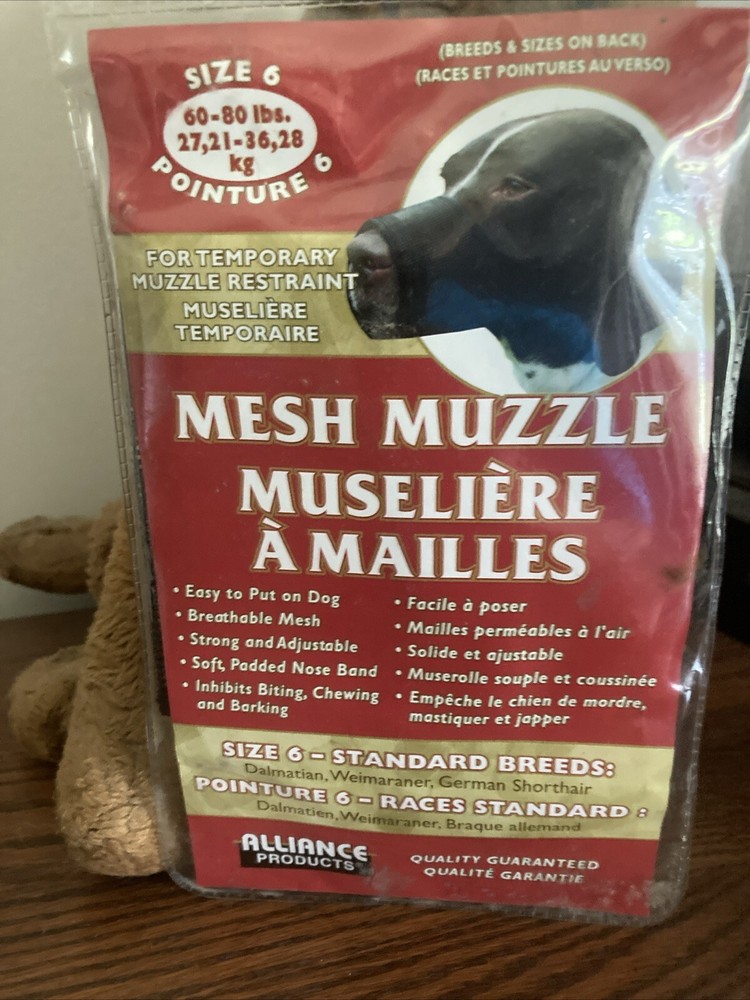 SIZE 6
60-80 lbs.
27,21-36,28
kg
POINTURE 6
(BREEDS & SIZES ON BACK)
(RACES ET POINTURES AU VERSO)
FOR TEMPORARY
MUZZLE RESTRAINT
MUSELIÈRE
TEMPORAIRE
MESH MUZZLE
MUSELIÈRE
À MAILLES
• Easy to Put on Dog
• Breathable Mesh
• Strong and Adjustable
• Soft, Padded Nose Band
• Inhibits Biting, Chewing
and Barking
• Facile à poser
• Mailles perméables à l'air
• Solide et ajustable
• Muserolle souple et coussinée
• Empêche le chien de mordre,
mastiquer et japper
SIZE 6 – STANDARD BREEDS:
Dalmatian, Weimaraner, German Shorthair
POINTURE 6 – RACES STANDARD :
Dalmatien, Weimaraner, Braque allemand
ALLIANCE
PRODUCTS
QUALITY GUARANTEED
QUALITÉ GARANTIE